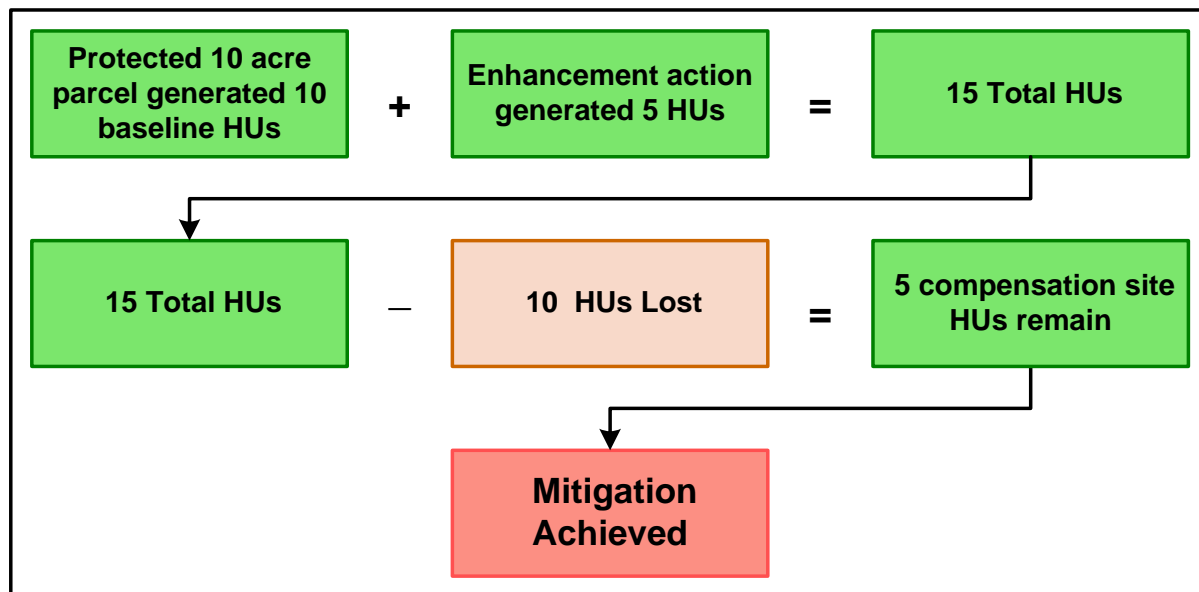 Protected 10 acre
parcel generated 10
baseline HUs
+
Enhancement action
generated 5 HUs
=
15 Total HUs
15 Total HUs
–
10 HUs Lost
=
5 compensation site
HUs remain
Mitigation
Achieved